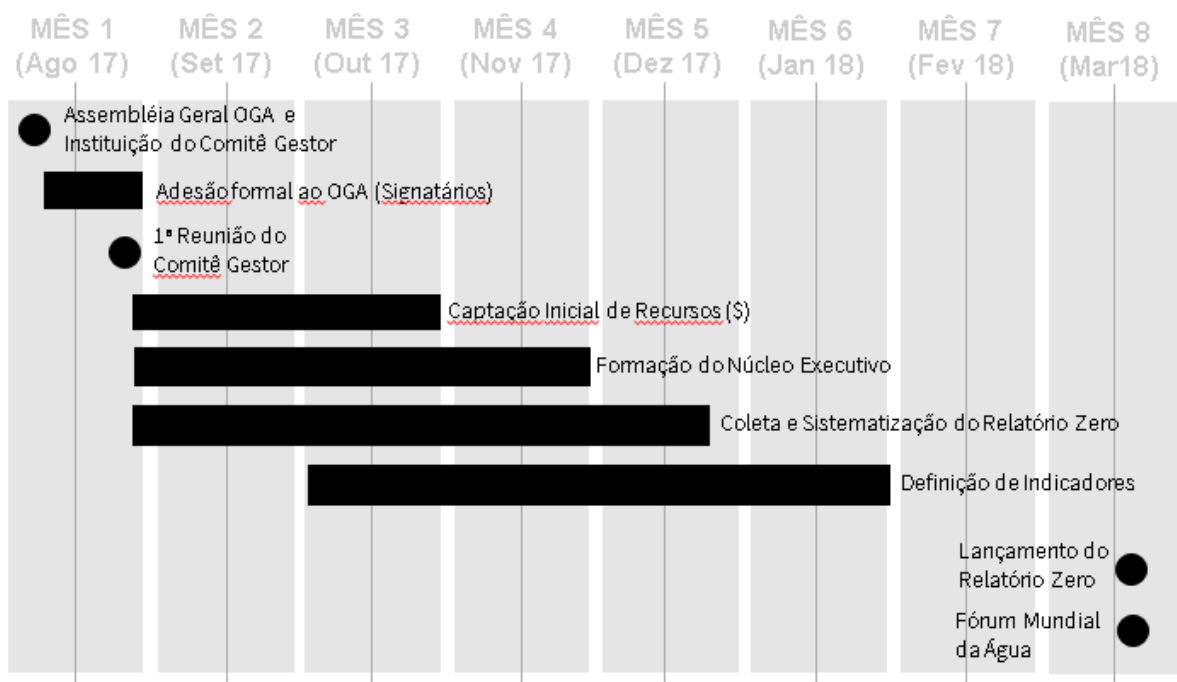 MÊS 1
(Ago 17)
MÊS 2
(Set 17)
MÊS 3
(Out 17)
MÊS 4
(Nov 17)
MÊS 5
(Dez 17)
MÊS 6
(Jan 18)
MÊS 7
(Fev 18)
MÊS 8
(Mar18)
Assembléia Geral OGA e
Instituição do Comitê Gestor
Adesão formal ao OGA (Signatários)
1ª Reunião do
Comitê Gestor
Captação Inicial de Recursos ($)
Formação do Núcleo Executivo
Coleta e Sistematização do Relatório Zero
Definição de Indicadores
Lançamento do
Relatório Zero
Fórum Mundial
da Água